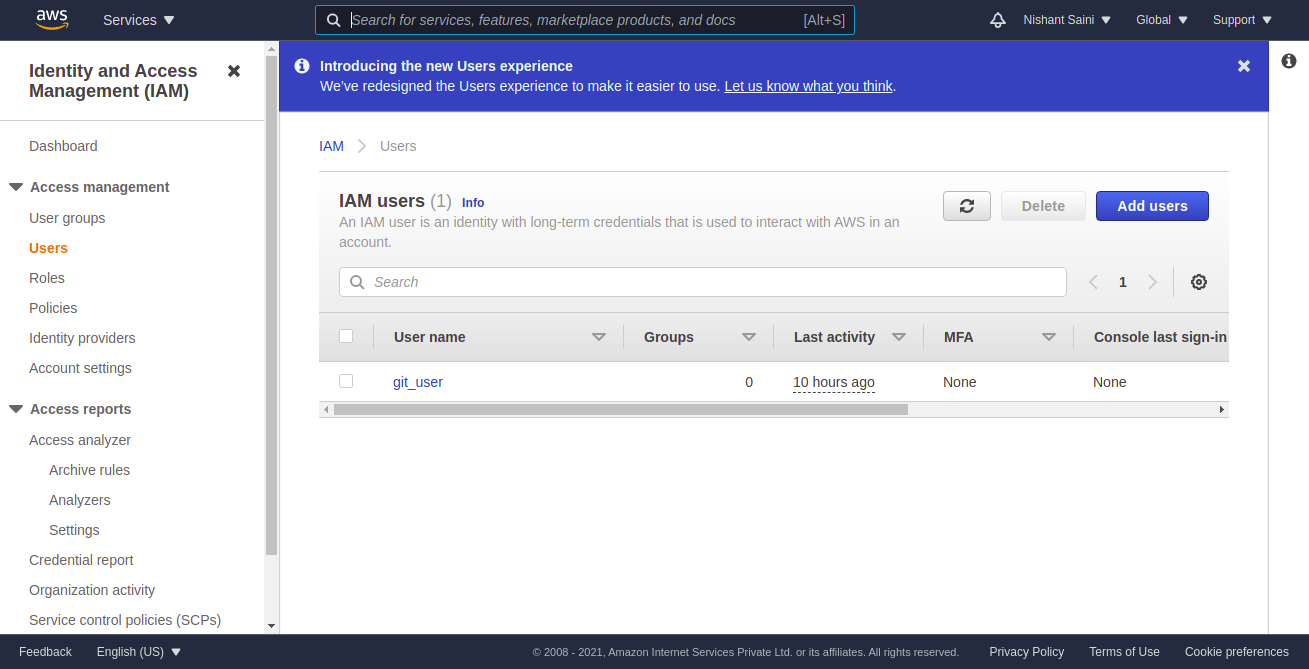 aws
Services
Search for services, features, marketplace products, and docs [Alt+S]
Nishant Saini
Global
Support
Identity and Access
Management (IAM)
Dashboard
Access management
User groups
Users
Roles
Policies
Identity providers
Account settings
Access reports
Access analyzer
Archive rules
Analyzers
Settings
Credential report
Organization activity
Service control policies (SCPs)
Introducing the new Users experience
We've redesigned the Users experience to make it easier to use. Let us know what you think.
IAM Users
IAM users (1) Info
An IAM user is an identity with long-term credentials that is used to interact with AWS in an
account.
Delete
Add users
Search
1
User name Groups Last activity MFA Console last sign-in
git_user 0 10 hours ago None None
Feedback English (US) © 2008 - 2021, Amazon Internet Services Private Ltd. or its affiliates. All rights reserved. Privacy Policy Terms of Use Cookie preferences